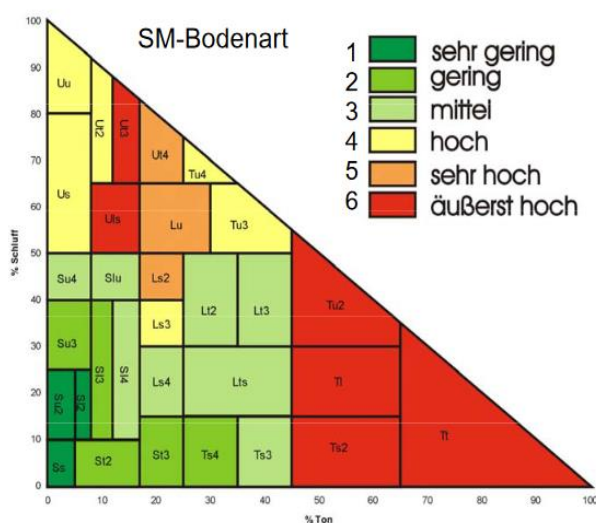 SM-Bodenart
1 sehr gering
2 gering
3 mittel
4 hoch
5 sehr hoch
6 äußerst hoch
% Schluff
100
90
80
70
60
50
40
30
20
10
0
Uu
Ut2
Ut3
Us
Ut4
Tu4
Uls
Lu
Tu3
Su4
Slu
Ls2
Lt2
Lt3
Tu2
Su3
Sl3
Sl4
Ls3
Ls4
Lts
Tl
Su2
Sl2
Tt
Ss
St2
St3
Ts4
Ts3
Ts2
0 10 20 30 40 50 60 70 80 90 100
% Ton